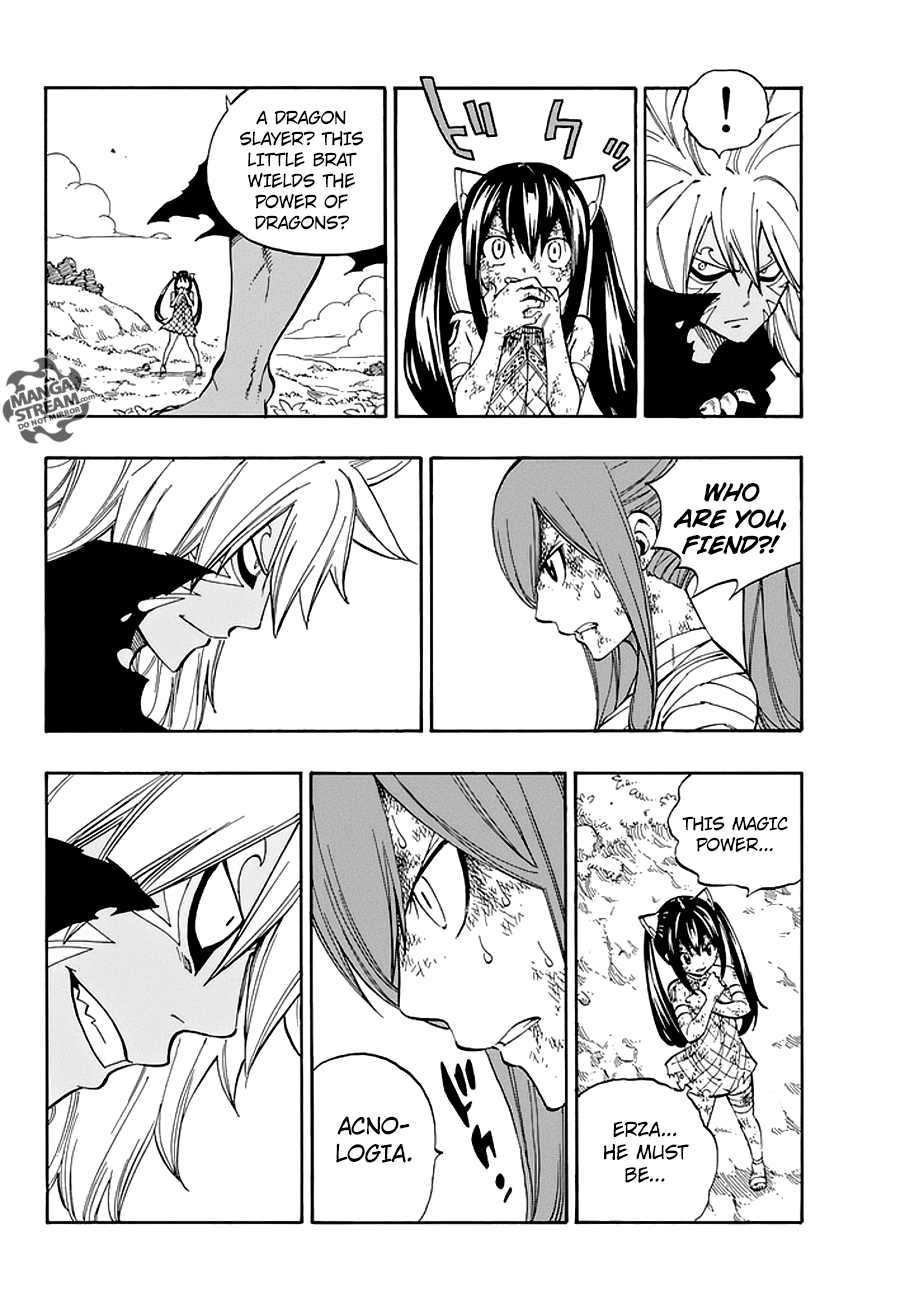 !
ドクッ
A DRAGON
SLAYER? THIS
LITTLE BRAT
WIELDS THE
POWER OF
DRAGONS?
MANGA
STREAM.com
DO NOT MIRROR
WHO
ARE YOU,
FIEND?!
THIS MAGIC
POWER...
ERZA...
HE MUST
BE...
ドクン
ACNO-
LOGIA.